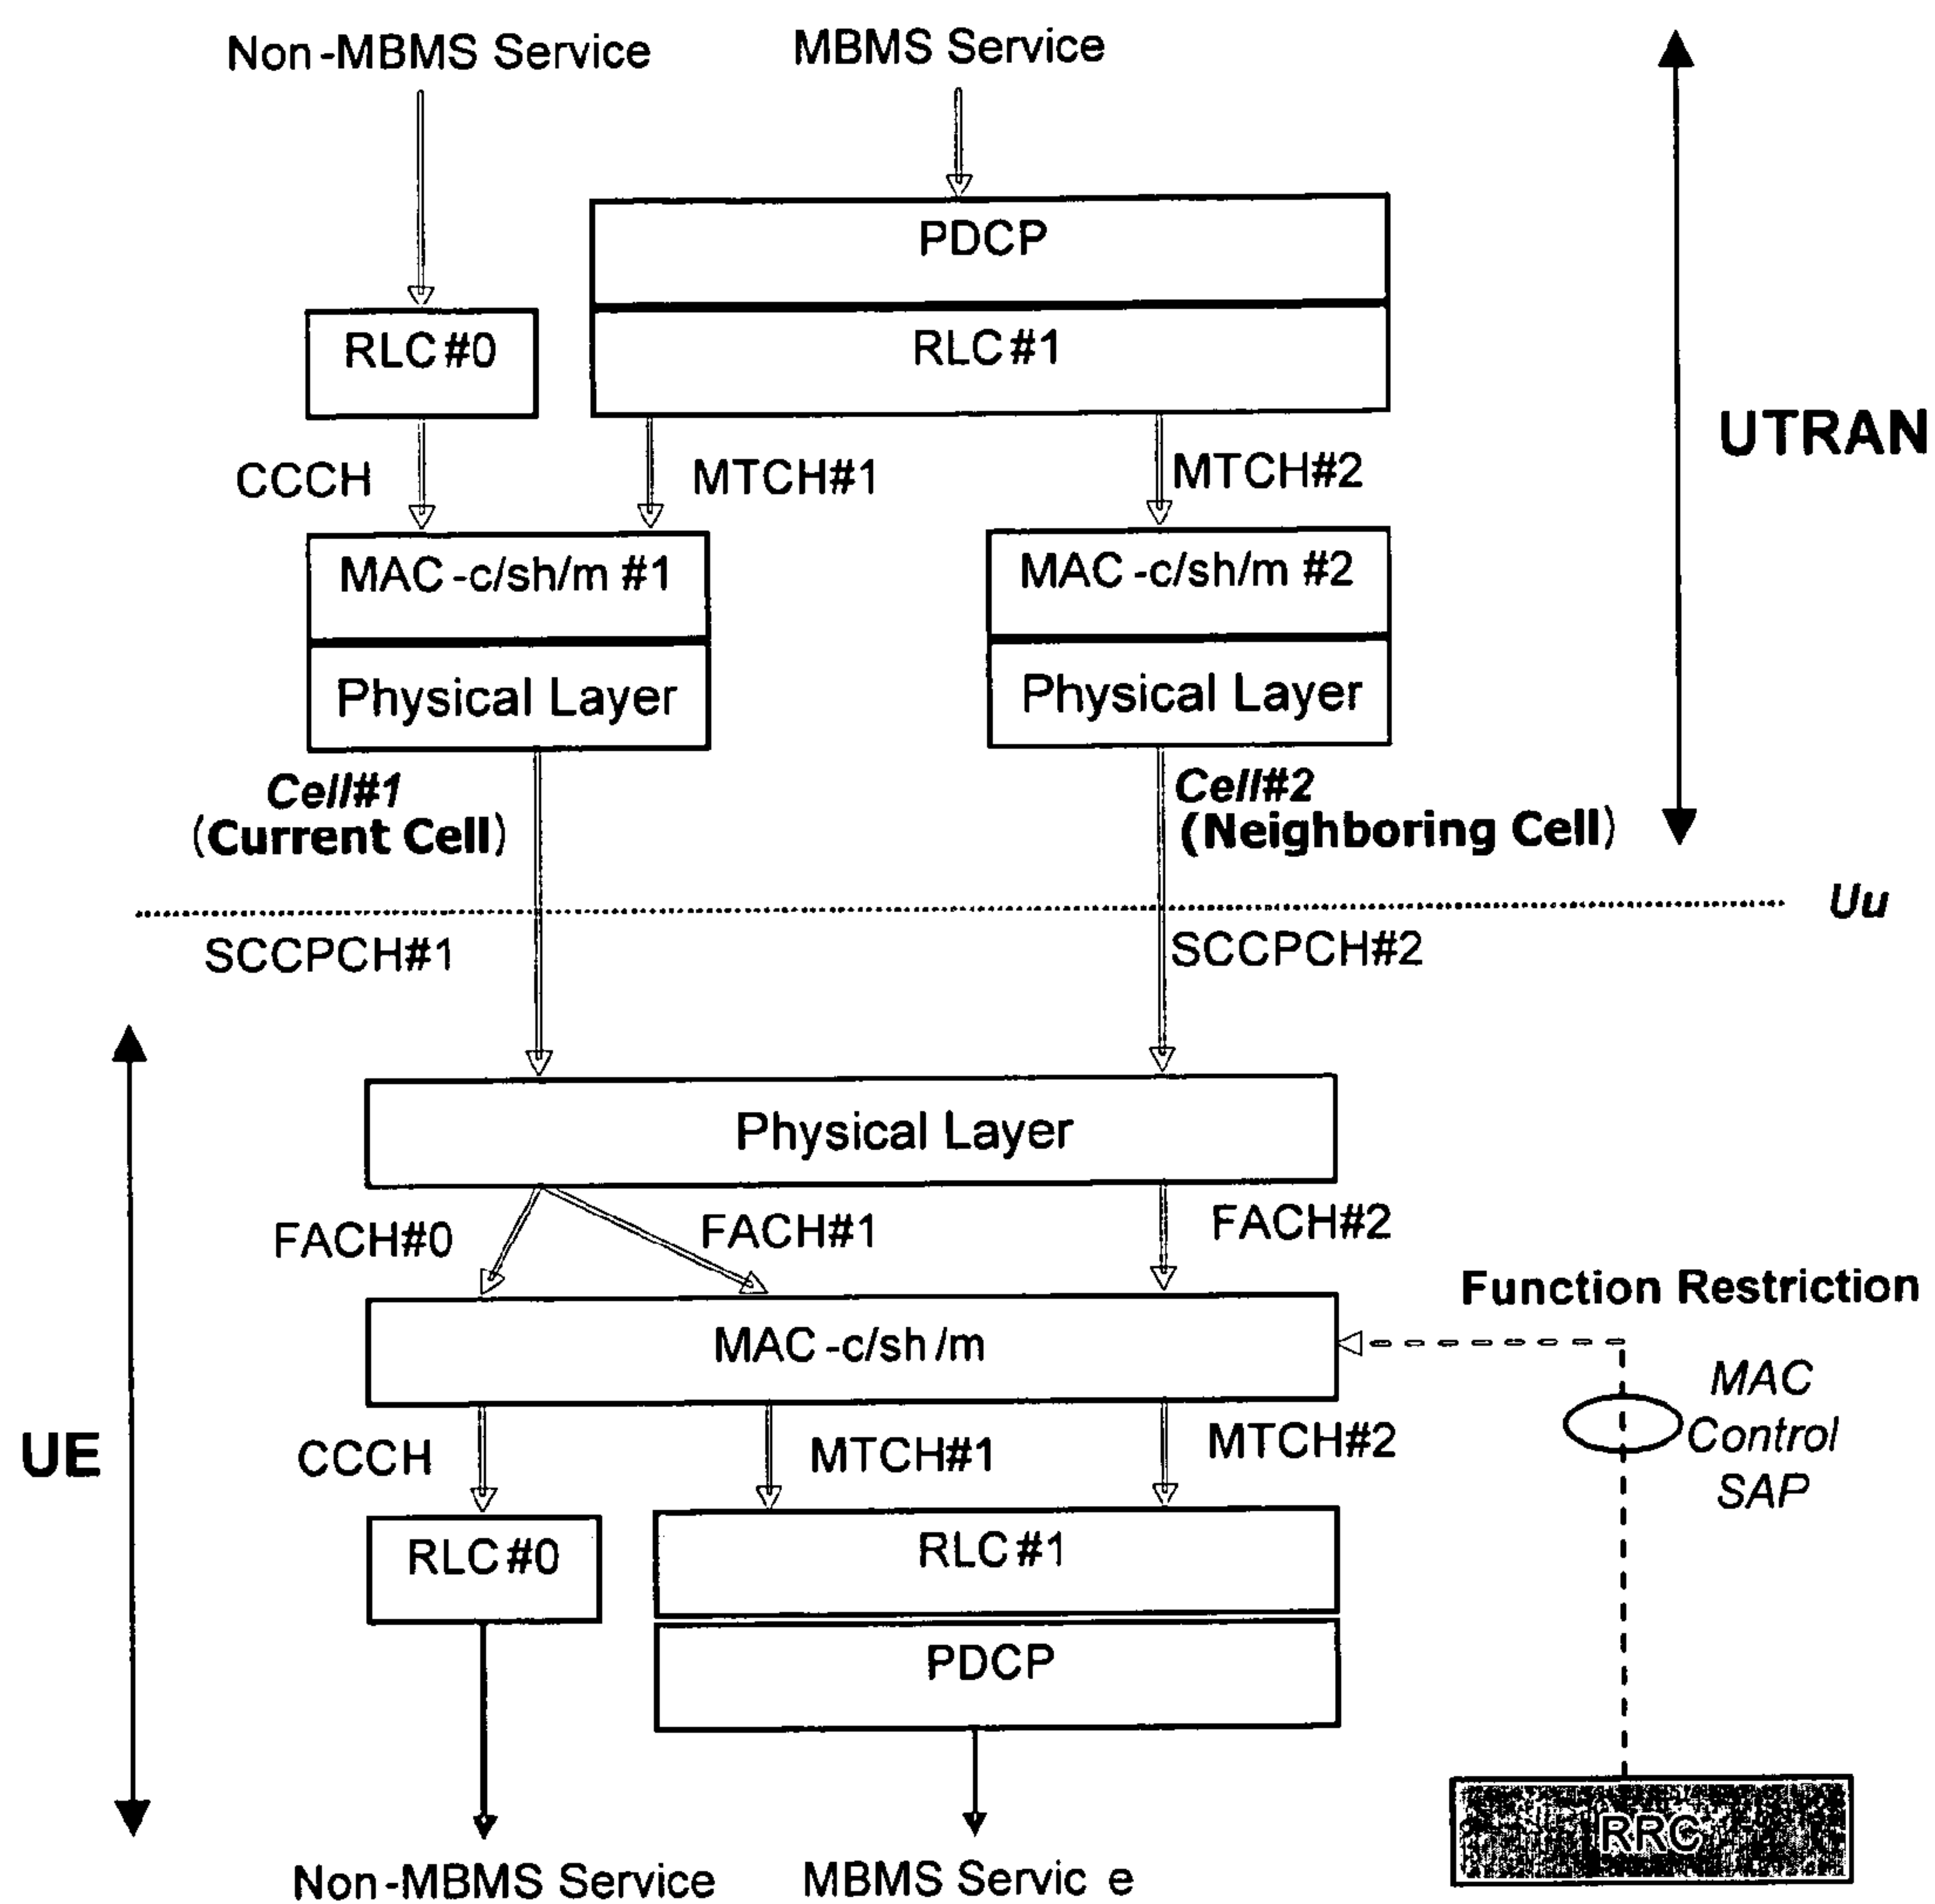 Non-MBMS Service
MBMS Service
PDCP
RLC#0
RLC#1
UTRAN
CCCH
MTCH#1
MTCH#2
MAC-c/sh/m #1
MAC-c/sh/m #2
Physical Layer
Physical Layer
Cell#1
(Current Cell)
Cell#2
(Neighboring Cell)
Uu
SCCPCH#1
SCCPCH#2
Physical Layer
FACH#0
FACH#1
FACH#2
Function Restriction
MAC-c/sh/m
MAC
Control
SAP
UE
CCCH
MTCH#1
MTCH#2
RLC#0
RLC#1
PDCP
RRC
Non-MBMS Service
MBMS Servic e